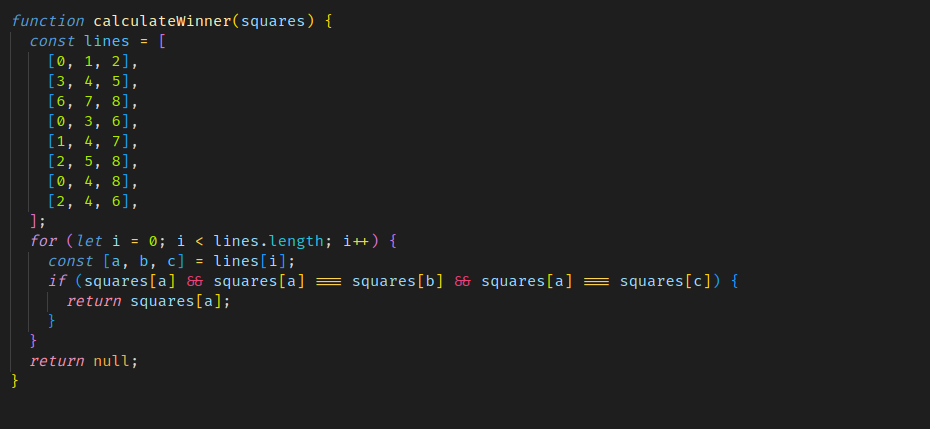 function calculateWinner(squares) {
  const lines = [
    [0, 1, 2],
    [3, 4, 5],
    [6, 7, 8],
    [0, 3, 6],
    [1, 4, 7],
    [2, 5, 8],
    [0, 4, 8],
    [2, 4, 6],
  ];
  for (let i = 0; i < lines.length; i++) {
    const [a, b, c] = lines[i];
    if (squares[a] && squares[a] === squares[b] && squares[a] === squares[c]) {
      return squares[a];
    }
  }
  return null;
}